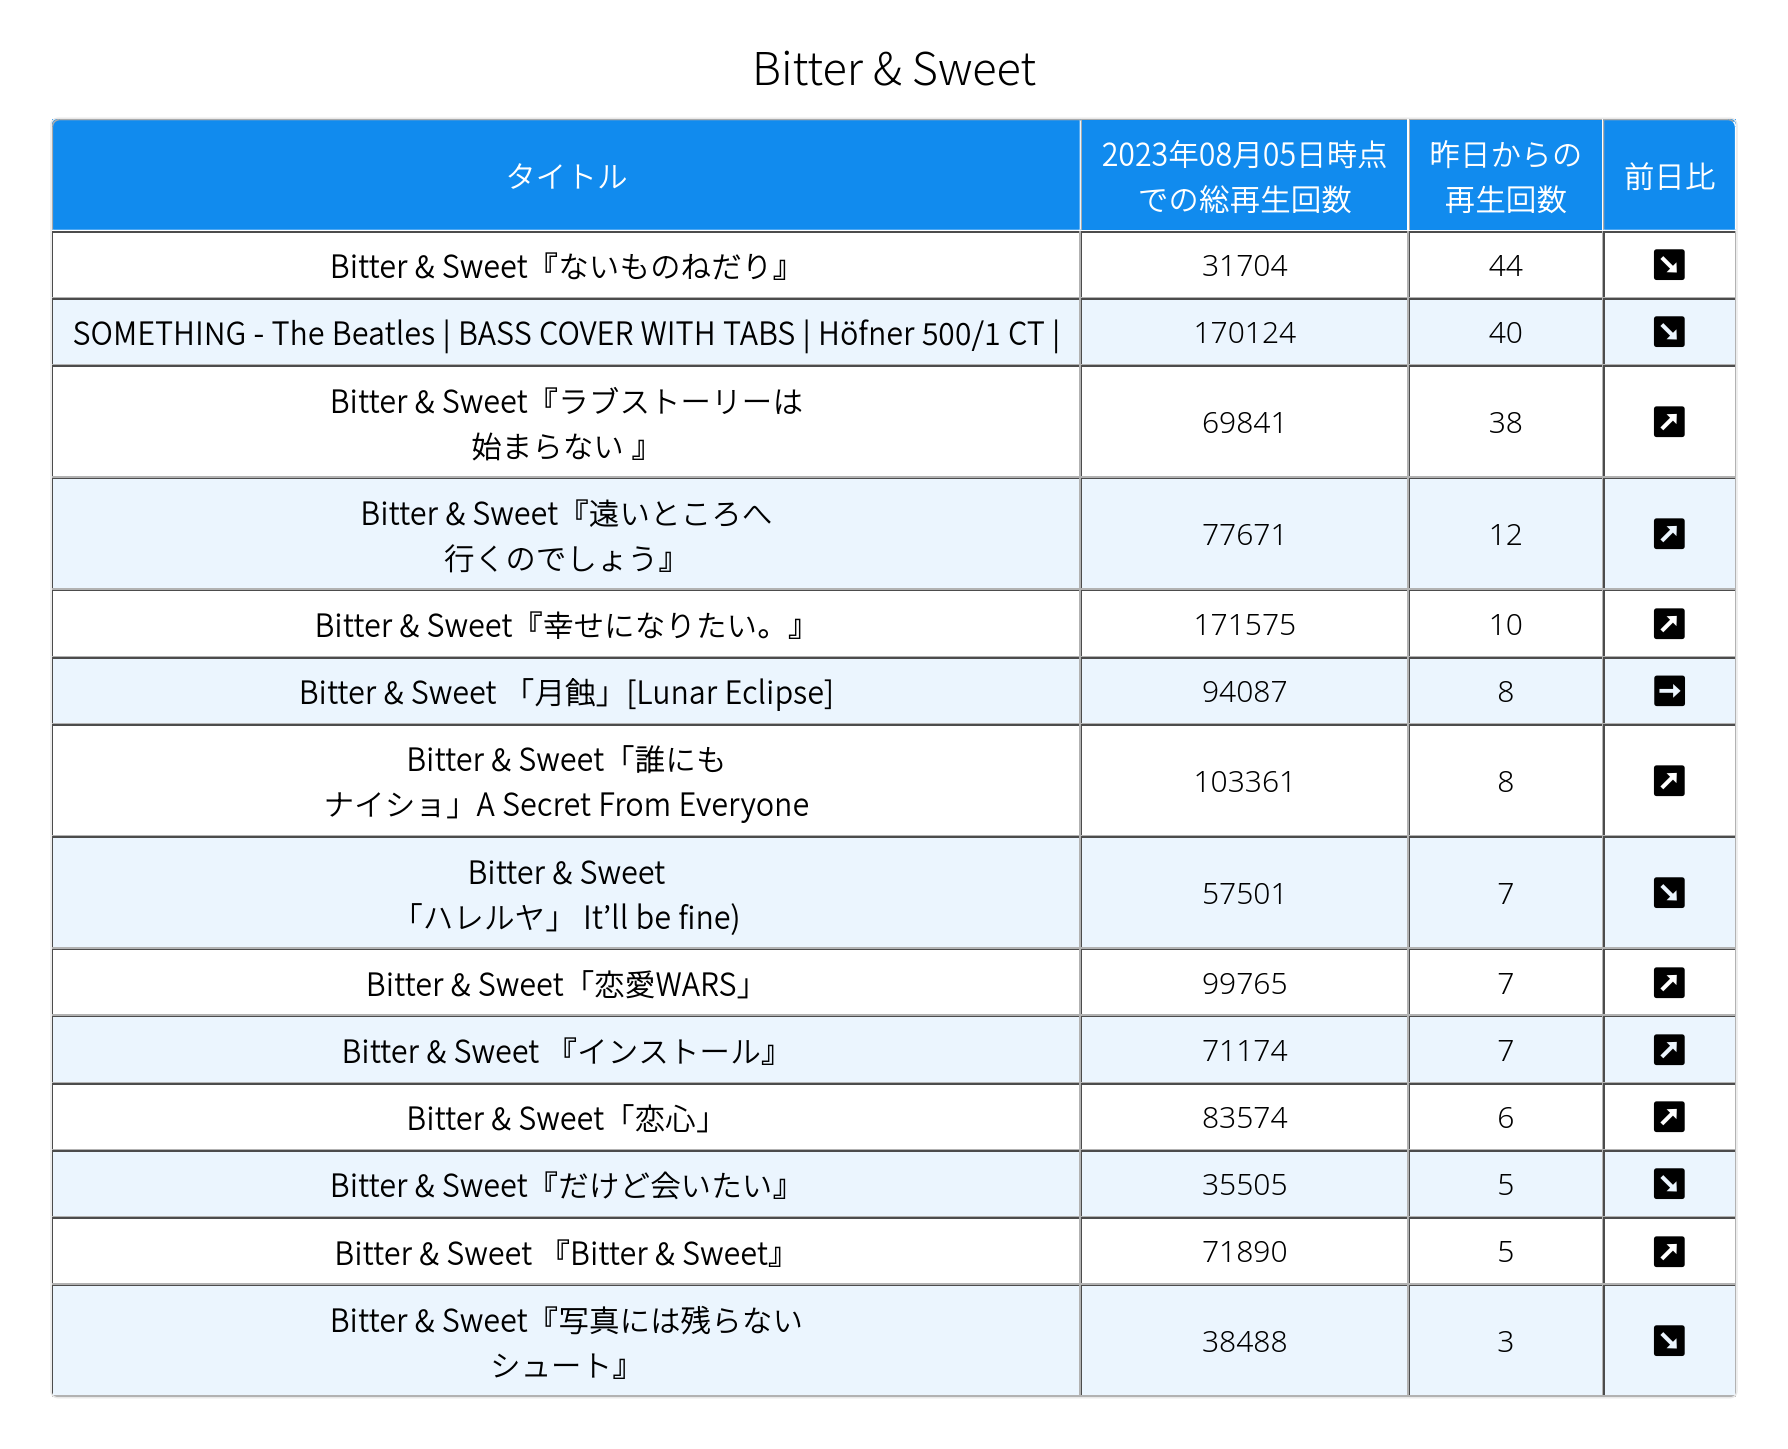 Bitter & Sweet
タイトル
2023年08月05日時点
での総再生回数
昨日からの
再生回数
前日比
Bitter & Sweet『ないものねだり』
31704
44
SOMETHING - The Beatles | BASS COVER WITH TABS | Höfner 500/1 CT |
170124
40
Bitter & Sweet『ラブストーリーは
始まらない 』
69841
38
Bitter & Sweet『遠いところへ
行くのでしょう』
77671
12
Bitter & Sweet『幸せになりたい。』
171575
10
Bitter & Sweet 「月蝕」[Lunar Eclipse]
94087
8
Bitter & Sweet「誰にも
ナイショ」A Secret From Everyone
103361
8
Bitter & Sweet
「ハレルヤ」 It’ll be fine)
57501
7
Bitter & Sweet「恋愛WARS」
99765
7
Bitter & Sweet 『インストール』
71174
7
Bitter & Sweet「恋心」
83574
6
Bitter & Sweet『だけど会いたい』
35505
5
Bitter & Sweet 『Bitter & Sweet』
71890
5
Bitter & Sweet『写真には残らない
シュート』
38488
3